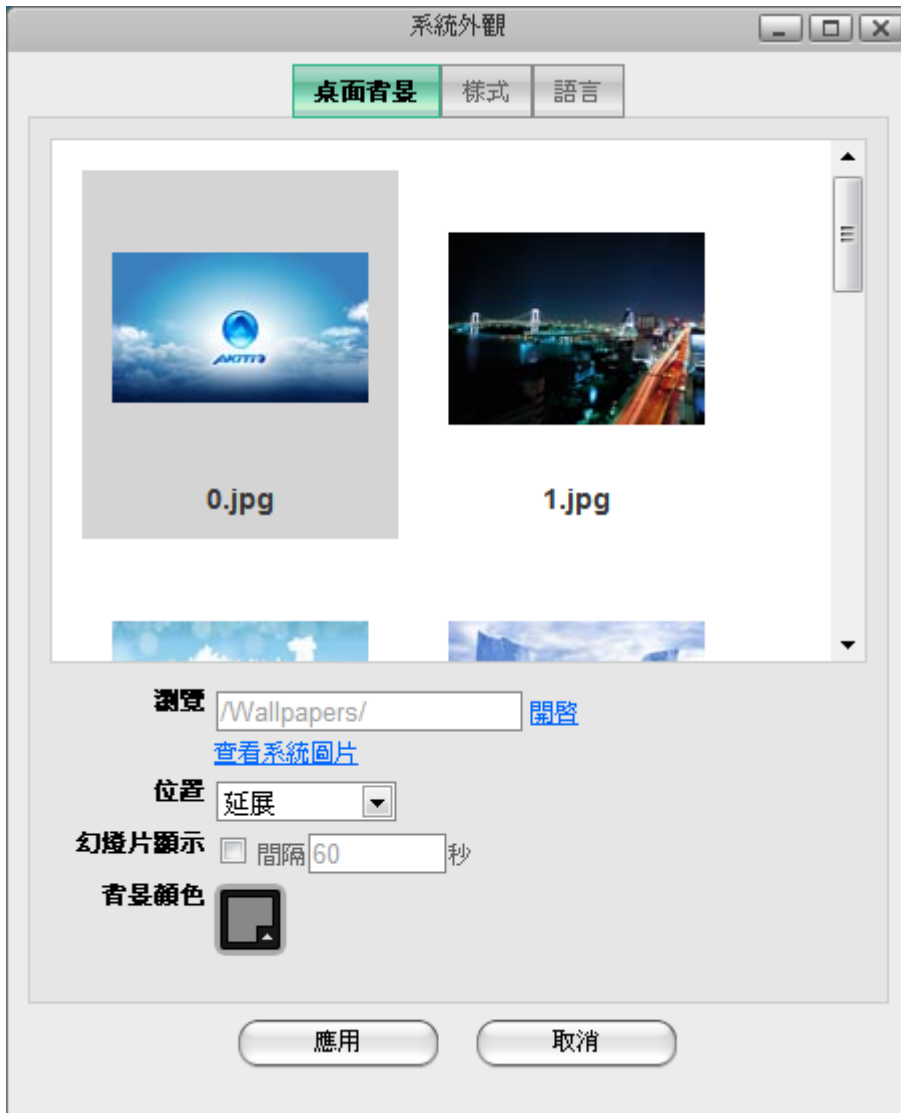 系統外觀
桌面背景 樣式 語言
AKiTiO
0.jpg 1.jpg
瀏覽 /Wallpapers/ 開啓
查看系統圖片
位置 延展
幻燈片顯示 間隔 60 秒
背景顏色
應用 取消